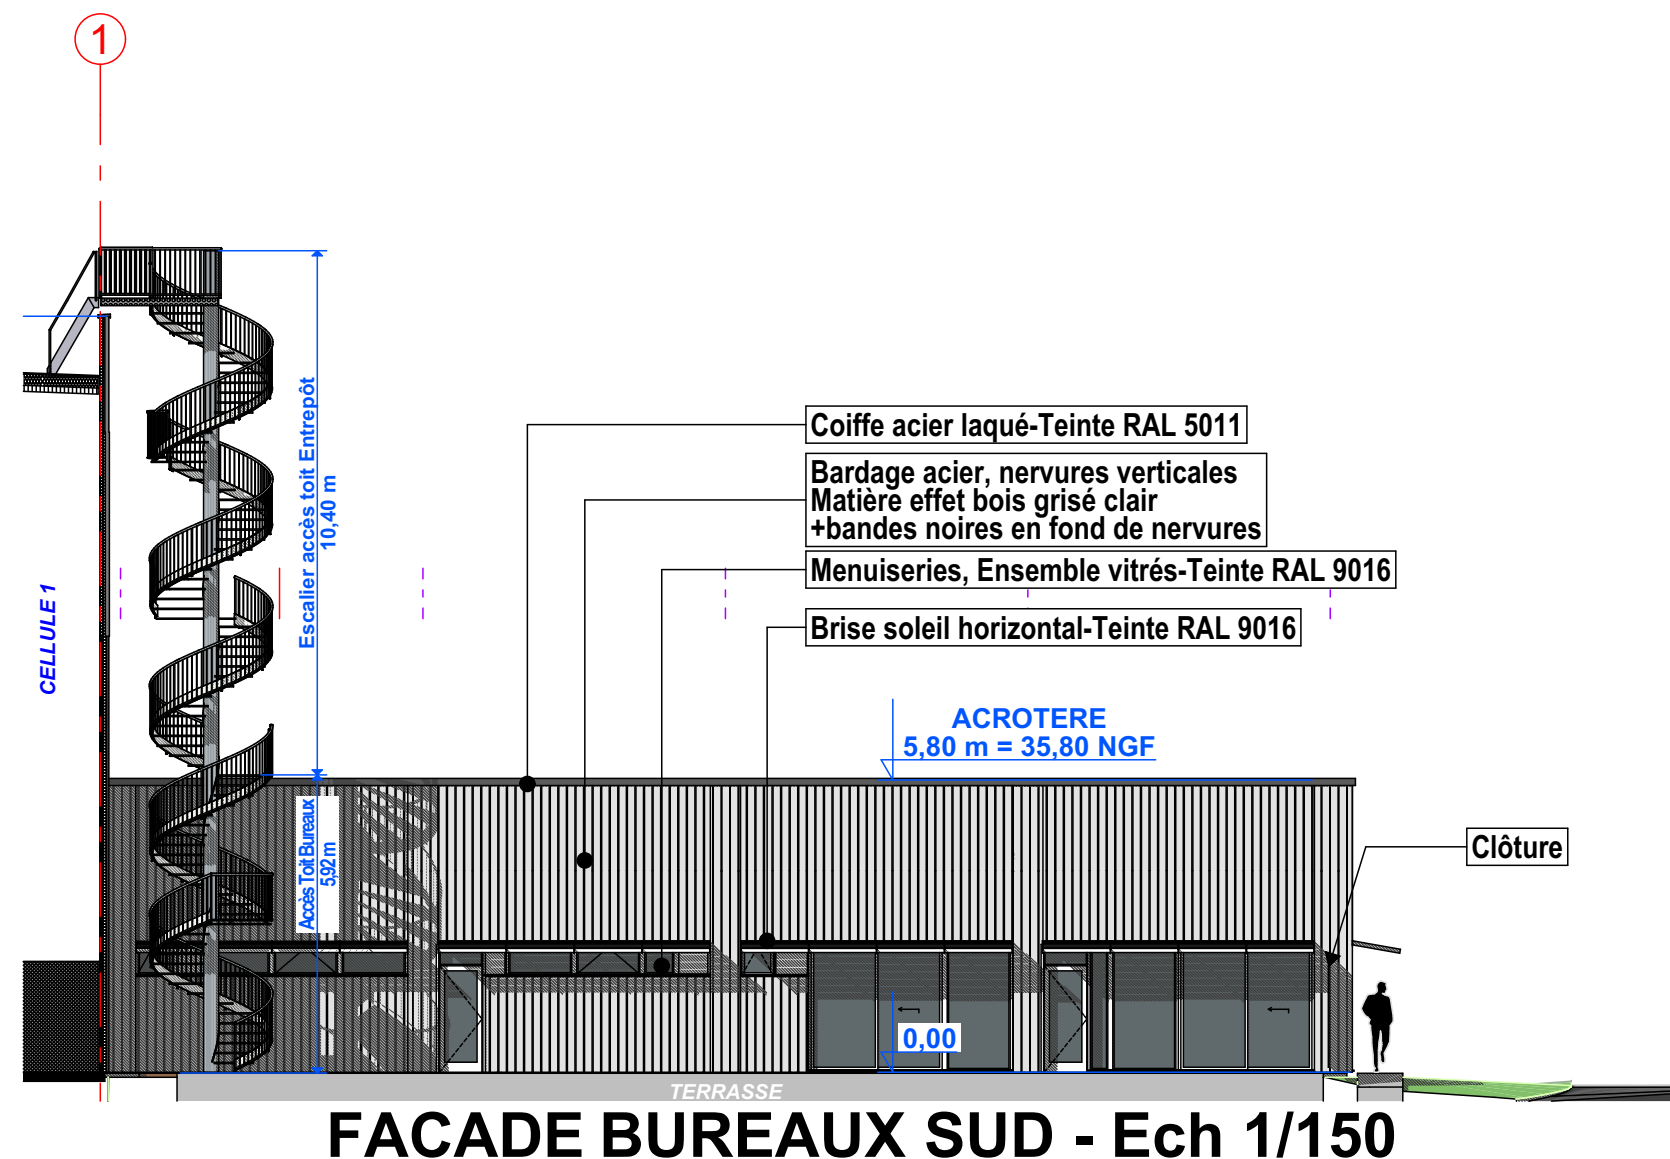 1
Escalier accès toit Entrepôt
10,40 m
CELLULE 1
Coiffe acier laqué-Teinte RAL 5011
Bardage acier, nervures verticales
Matière effet bois grisé clair
+bandes noires en fond de nervures
Menuiseries, Ensemble vitrés-Teinte RAL 9016
Brise soleil horizontal-Teinte RAL 9016
ACROTERE
5,80 m = 35,80 NGF
Accès Toit Bureaux
5,92 m
Clôture
0,00
TERRASSE
FACADE BUREAUX SUD - Ech 1/150